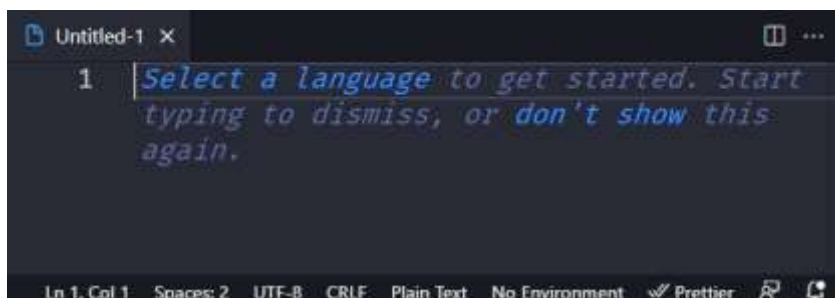 Untitled-1
1 Select a language to get started. Start
typing to dismiss, or don't show this
again.
Ln 1, Col 1 Spaces: 2 UTF-8 CRLF Plain Text No Environment Prettier